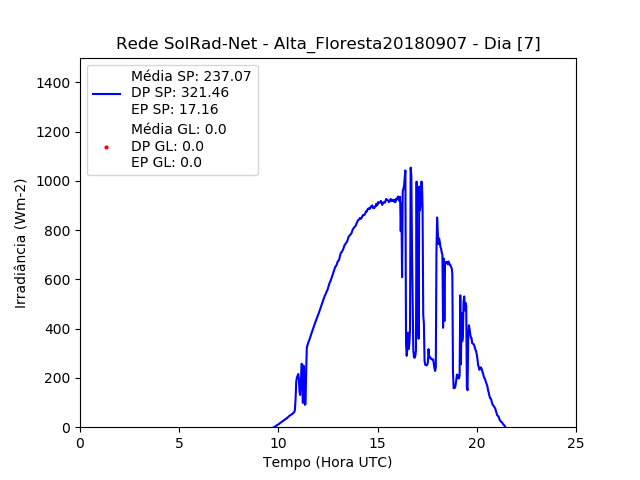 Rede SolRad-Net - Alta_Floresta20180907 - Dia [7]
Média SP: 237.07
DP SP: 321.46
EP SP: 17.16
Média GL: 0.0
DP GL: 0.0
EP GL: 0.0
Irradiância (Wm-2)
1400
1200
1000
800
600
400
200
0
0 5 10 15 20 25
Tempo (Hora UTC)